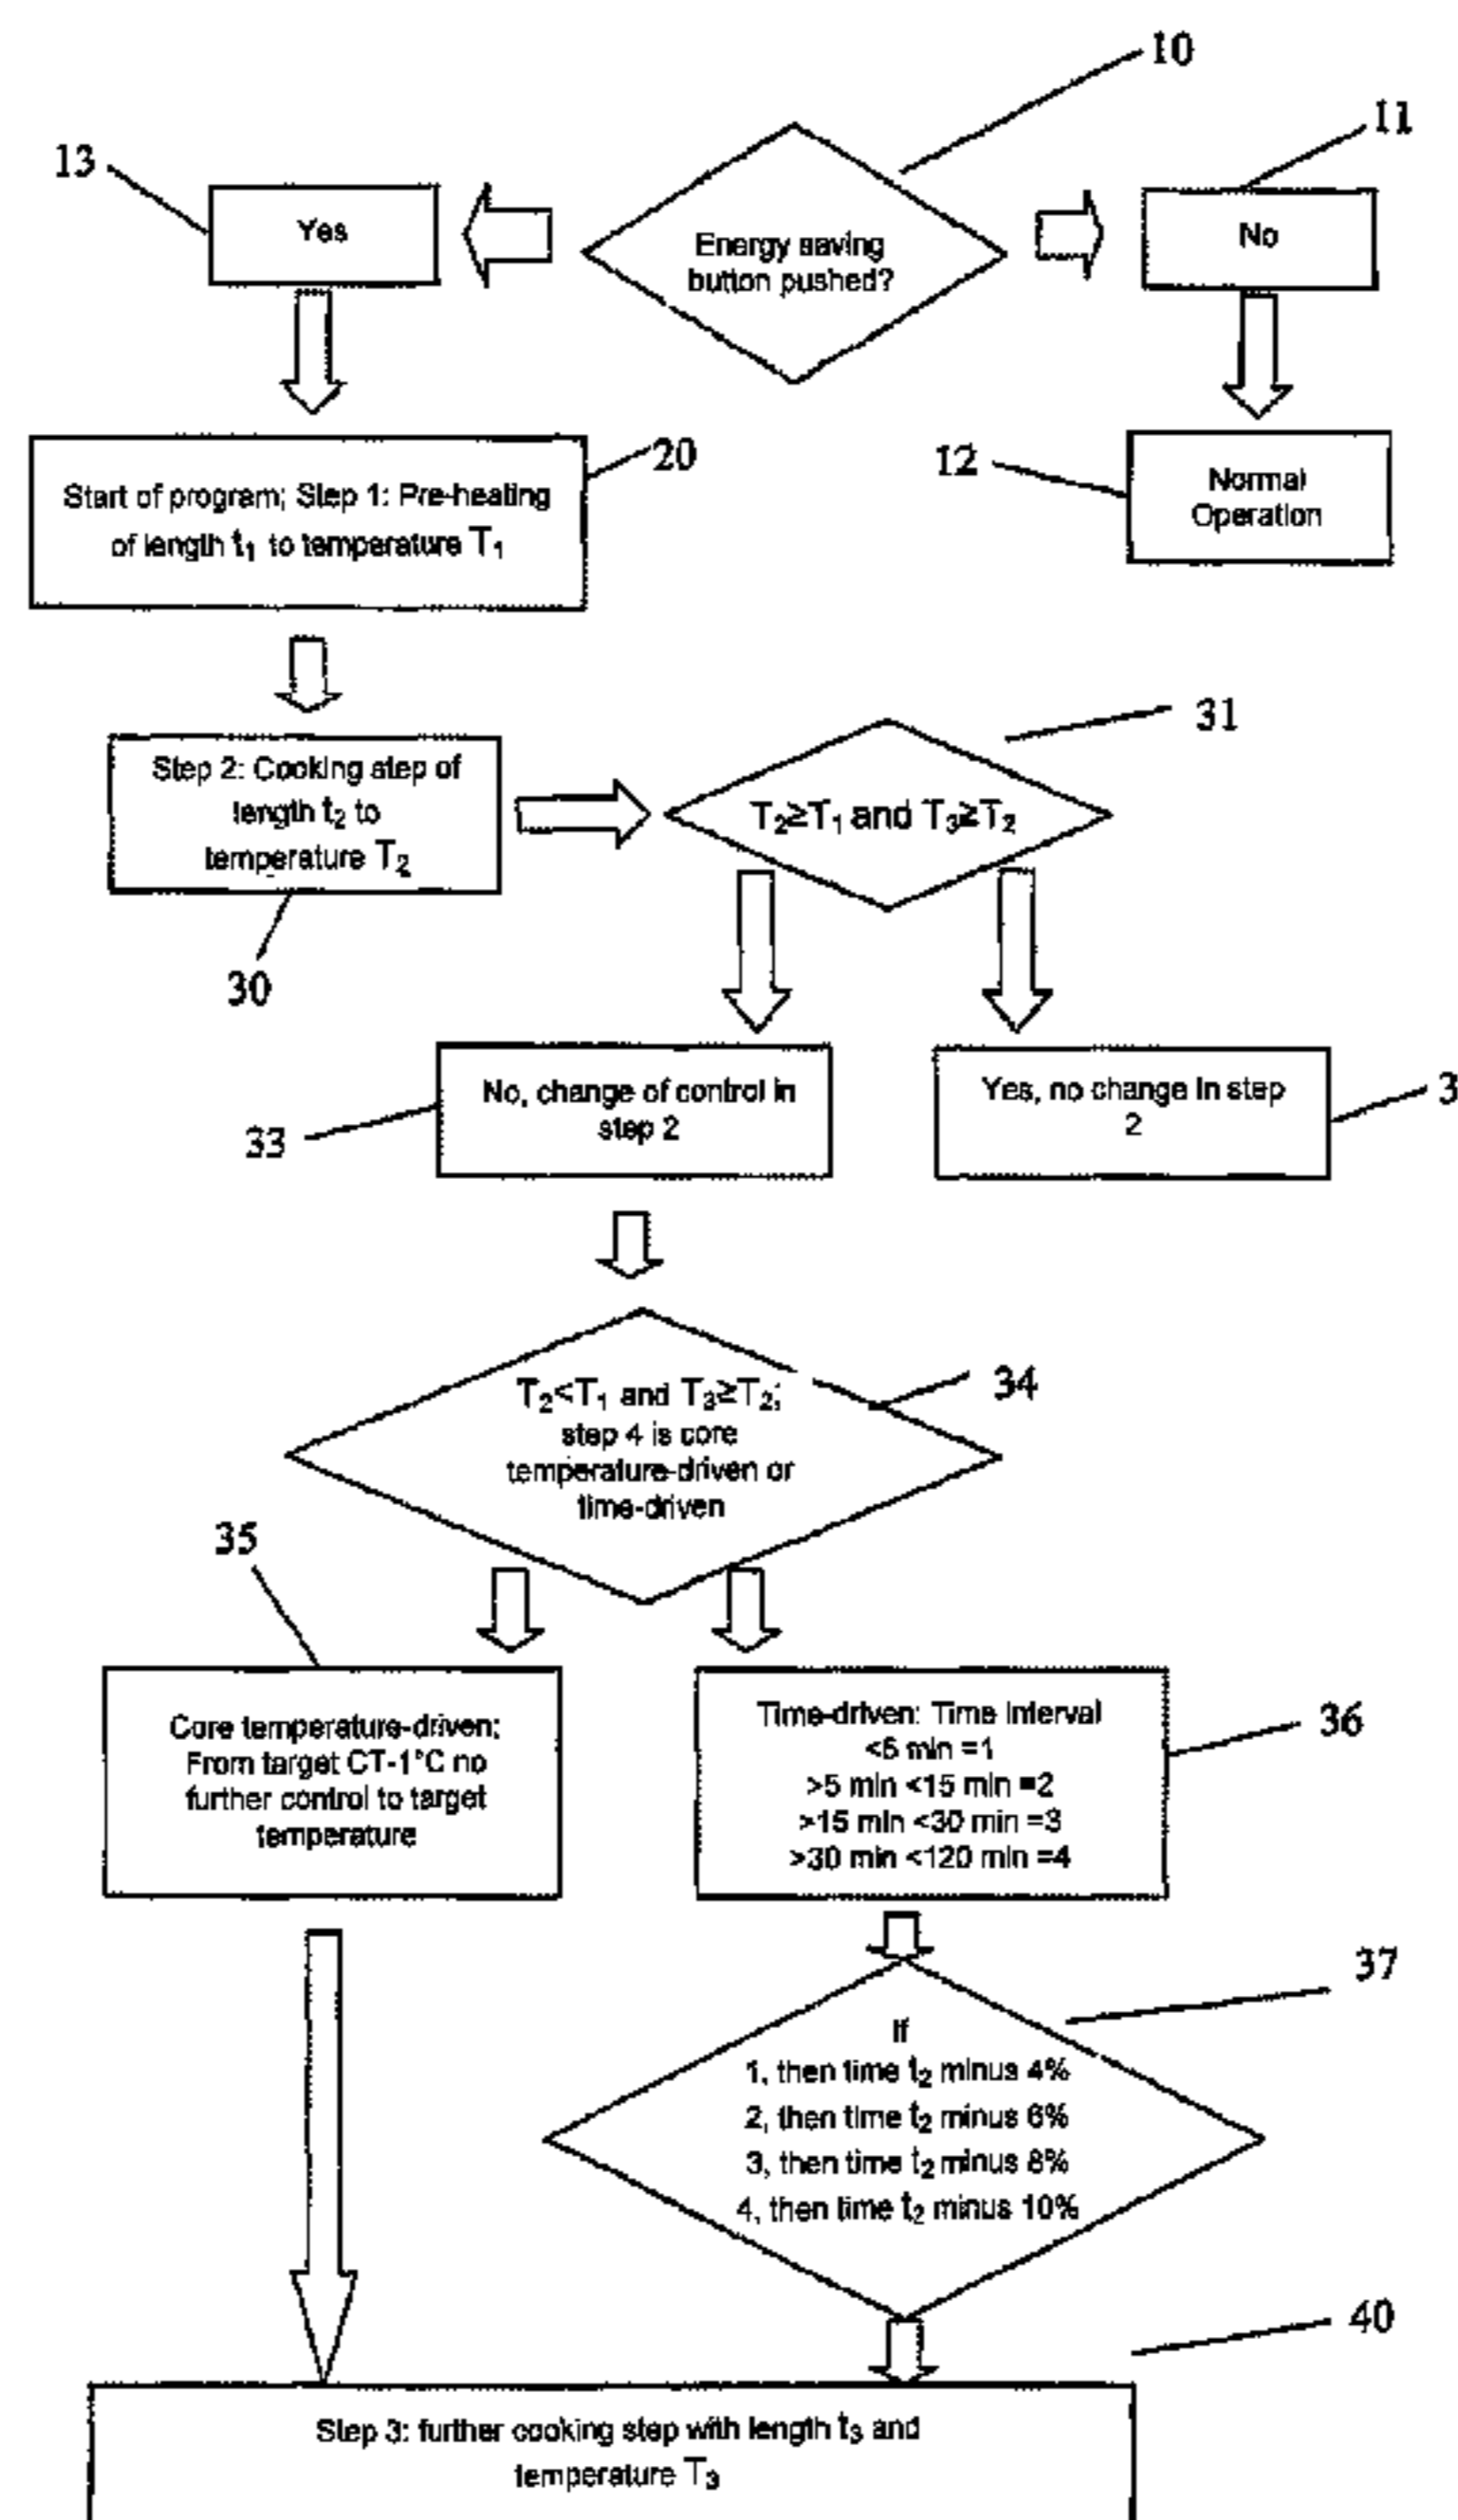 10
11
13
Yes
Energy saving
button pushed?
No
20
Start of program; Step 1: Pre-heating
of length t₁ to temperature T₁
12
Normal
Operation
31
Step 2: Cooking step of
length t₂ to
temperature T₂
T₂≥T₁ and T₃≥T₂
30
33
No, change of control in
step 2
Yes, no change in step
2
3
T₂<T₁ and T₃≥T₂;
step 4 is core
temperature-driven or
time-driven
34
35
Core temperature-driven;
From target CT-1°C no
further control to target
temperature
Time-driven: Time interval
<5 min =1
>5 min <15 min =2
>15 min <30 min =3
>30 min <120 min =4
36
37
If
1, then time t₂ minus 4%
2, then time t₂ minus 6%
3, then time t₂ minus 8%
4, then time t₂ minus 10%
40
Step 3: further cooking step with length t₃ and
temperature T₃